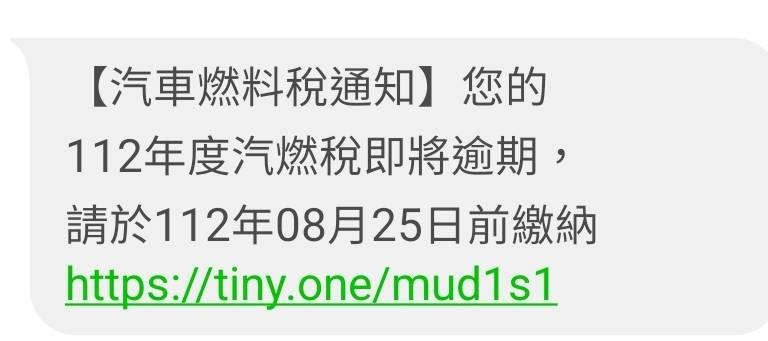 【汽車燃料稅通知】您的
112年度汽燃稅即將逾期，
請於112年08月25日前繳納
https://tiny.one/mud1s1